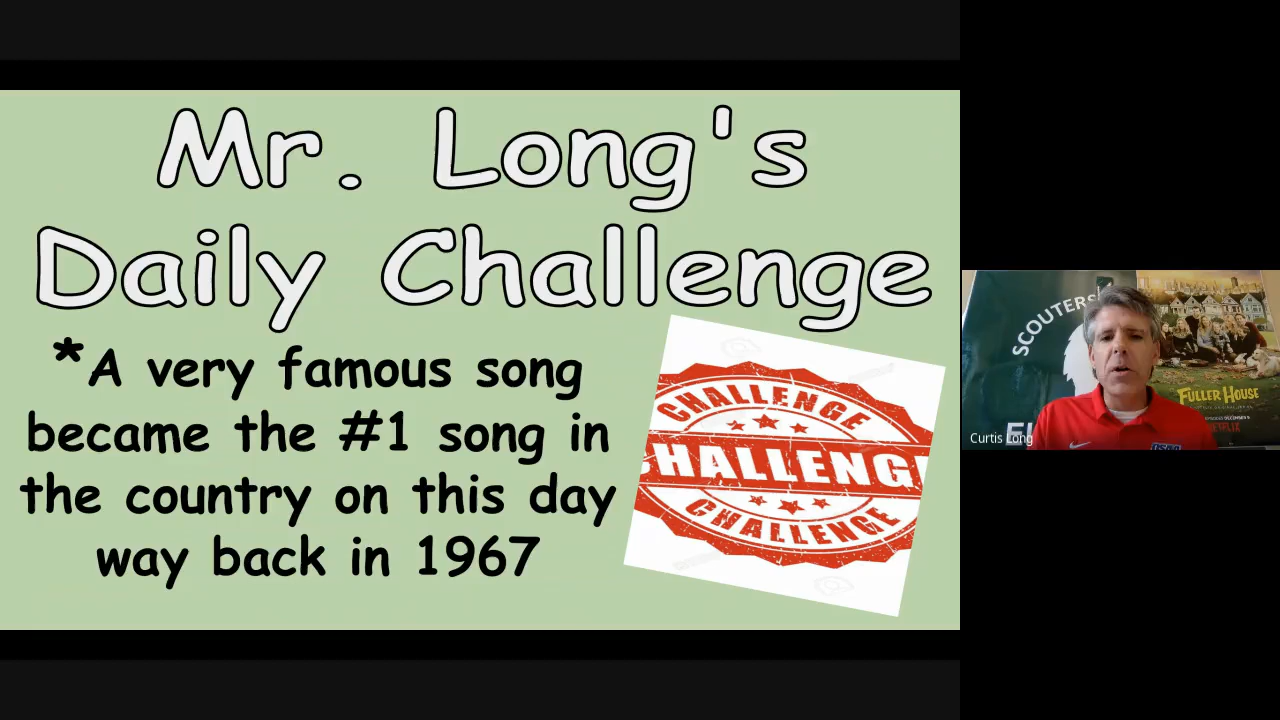 Mr. Long's
Daily Challenge
*A very famous song
became the #1 song in
the country on this day
way back in 1967
CHALLENGE
CHALLENGE
CHALLENGE
SCOUTERS
FULLER HOUSE
NETFLIX
Curtis Long